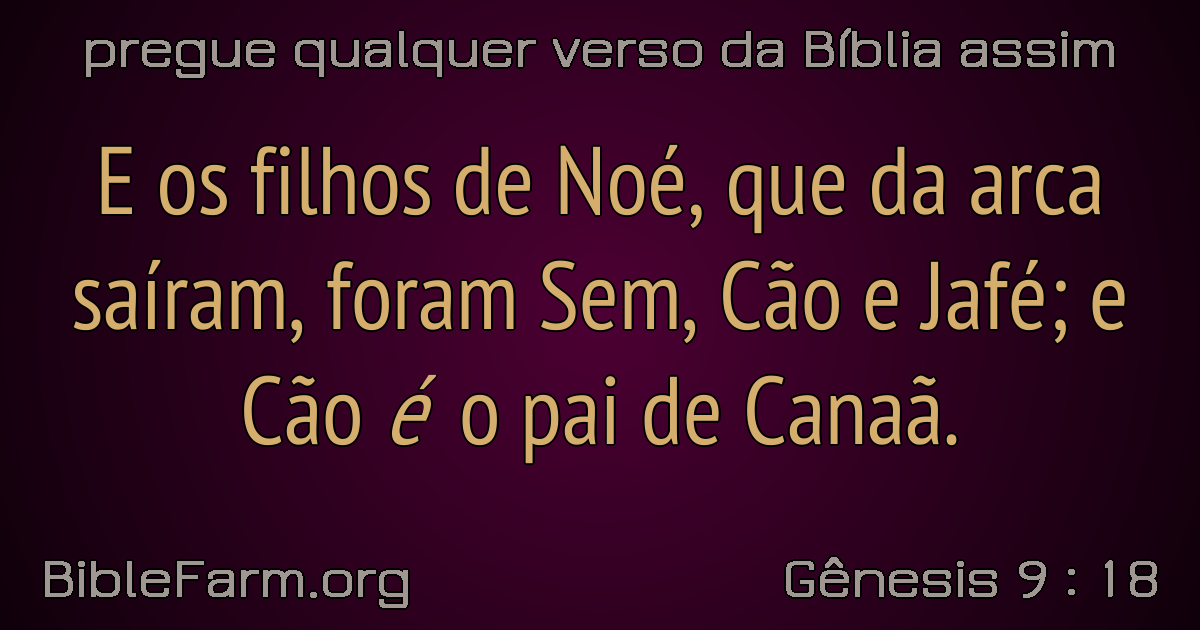 pregue qualquer verso da Bíblia assim
E os filhos de Noé, que da arca
saíram, foram Sem, Cão e Jafé; e
Cão é o pai de Canaã.
BibleFarm.org
Gênesis 9 : 18